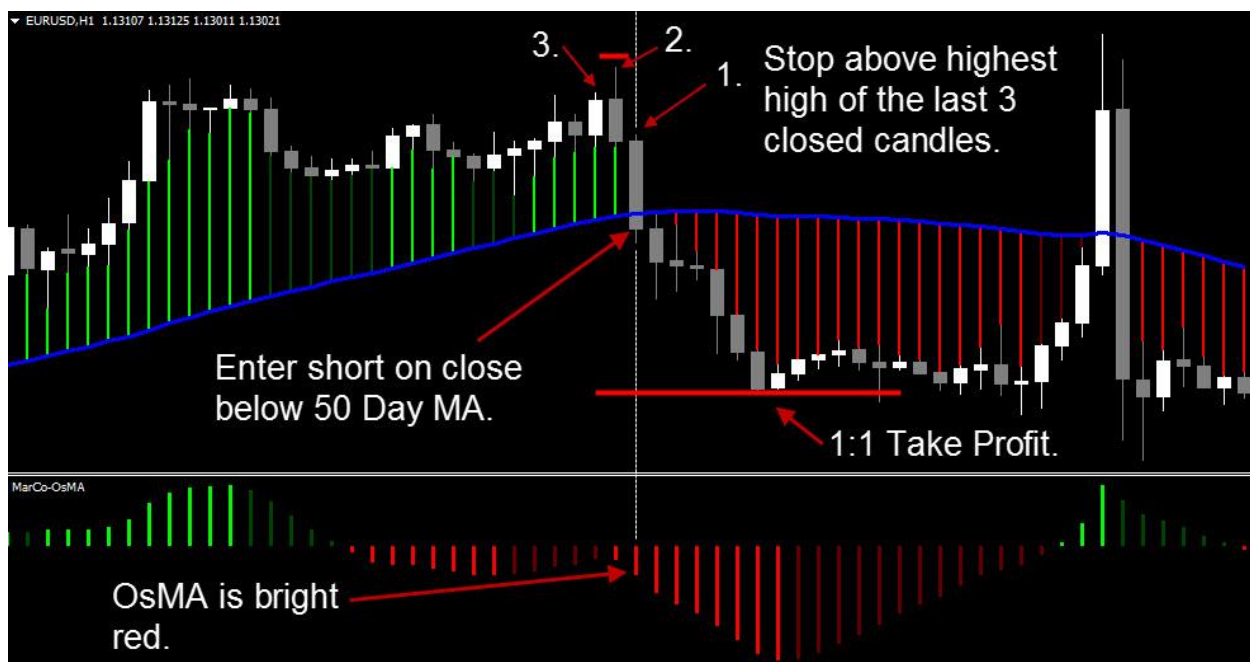 EURUSD,H1 1.13107 1.13125 1.13011 1.13021
3.
2.
1.
Stop above highest
high of the last 3
closed candles.
Enter short on close
below 50 Day MA.
1:1 Take Profit.
MarCo-OsMA
OsMA is bright
red.